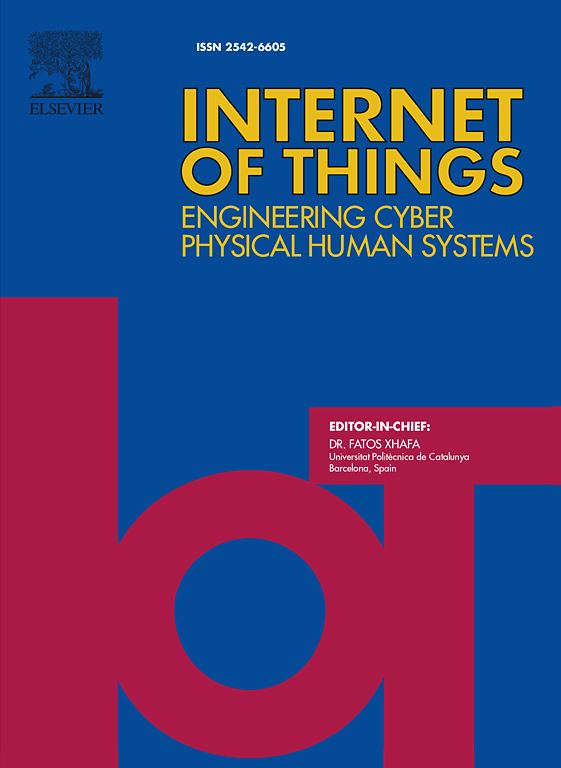 ISSN 2542-6605
ELSEVIER
INTERNET
OF THINGS
ENGINEERING CYBER
PHYSICAL HUMAN SYSTEMS
EDITOR-IN-CHIEF:
DR. FATOS XHAFA
Universitat Politècnica de Catalunya
Barcelona, Spain
IoT